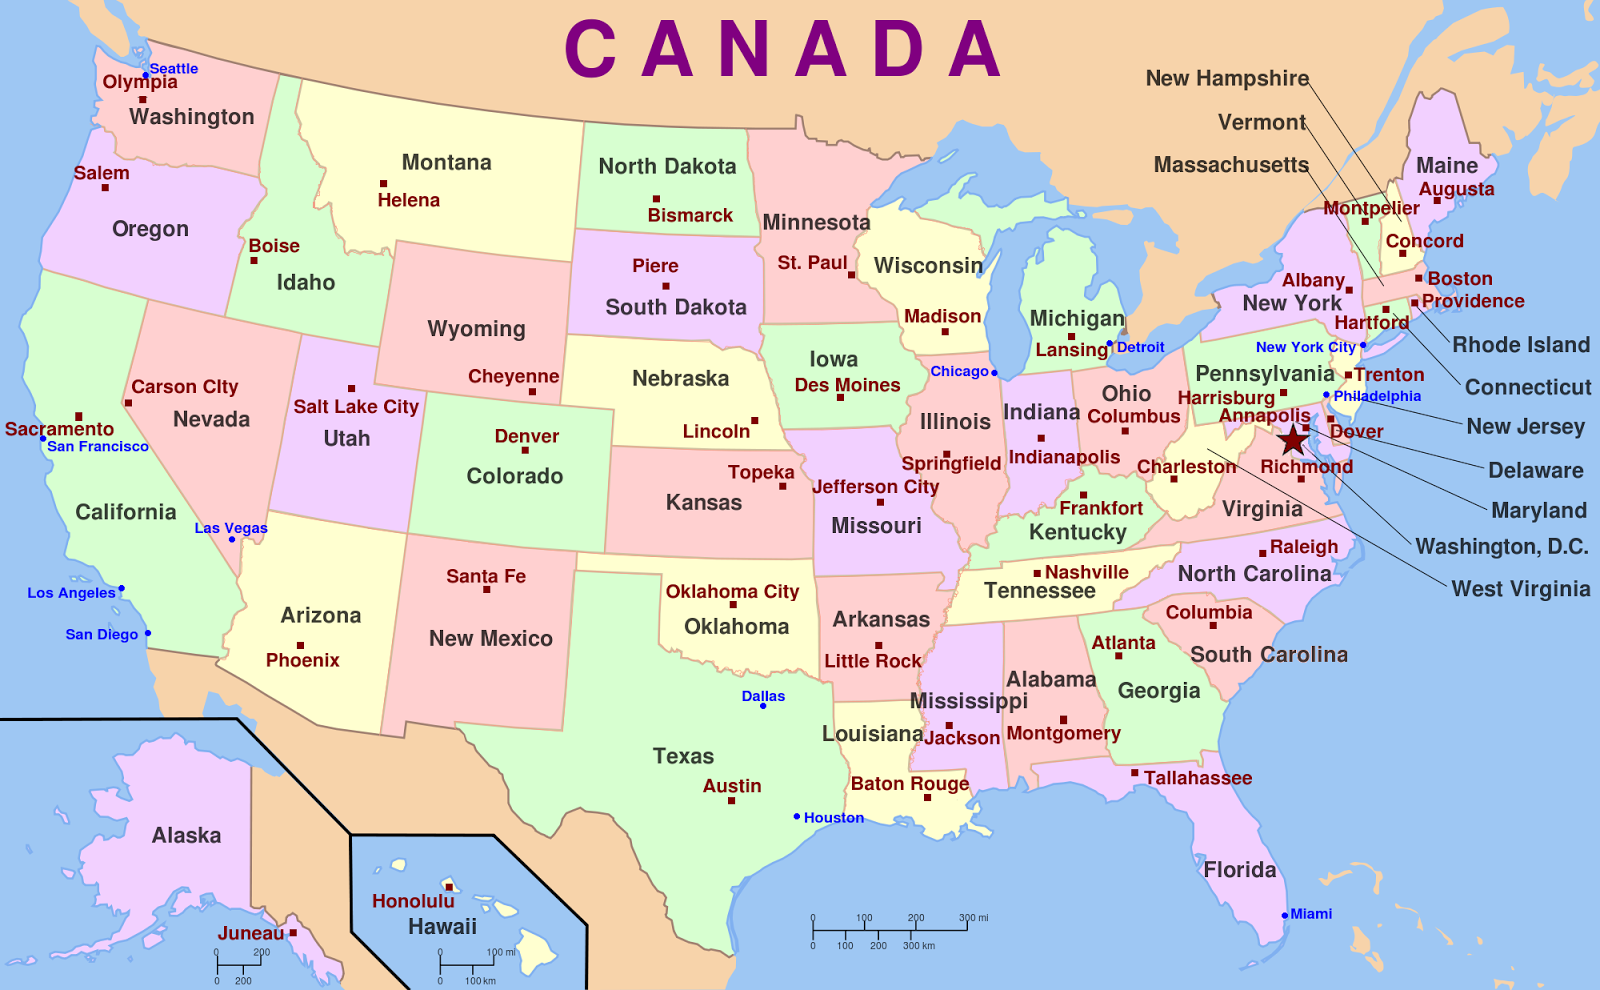 CANADA
New Hampshire
Vermont
Massachusetts
Seattle
Olympia
Washington
Montana
Helena
North Dakota
Bismarck
Minnesota
St. Paul
Wisconsin
Madison
Michigan
Lansing
Detroit
Maine
Augusta
Montpelier
Concord
Salem
Oregon
Boise
Idaho
Piere
South Dakota
Wyoming
Cheyenne
Albany
New York
Boston
Providence
Hartford
Rhode Island
New York City
Connecticut
Iowa
Des Moines
Chicago
Nebraska
Lincoln
Pennsylvania
Harrisburg
Trenton
Philadelphia
New Jersey
Annapolis
Dover
Delaware
Maryland
Washington, D.C.
West Virginia
Carson CIty
Nevada
Sacramento
San Francisco
California
Salt Lake City
Utah
Denver
Colorado
Topeka
Kansas
Jefferson City
Missouri
Illinois
Springfield
Indiana
Indianapolis
Ohio
Columbus
Charleston
Richmond
Virginia
Frankfort
Kentucky
Las Vegas
Los Angeles
San Diego
Arizona
Phoenix
Santa Fe
New Mexico
Oklahoma City
Oklahoma
Arkansas
Little Rock
Nashville
Tennessee
Raleigh
North Carolina
Columbia
South Carolina
Atlanta
Georgia
Alabama
Montgomery
Mississippi
Jackson
Louisiana
Baton Rouge
Dallas
Texas
Austin
Houston
Tallahassee
Florida
Miami
Alaska
Juneau
0 200
0 200
Honolulu
Hawaii
0 100 mi
0 100 km
0 100 200 300 mi
0 100 200 300 km